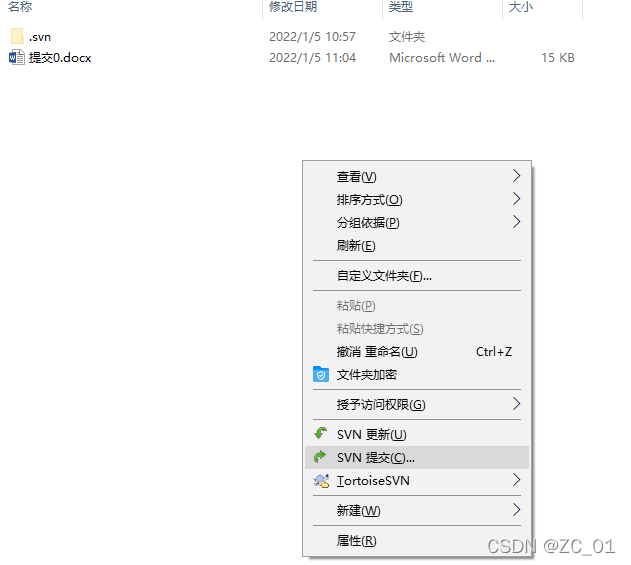 名称 修改日期 类型 大小
.svn 2022/1/5 10:57 文件夹
提交0.docx 2022/1/5 11:04 Microsoft Word ... 15 KB
查看(V)
排序方式(O)
分组依据(P)
刷新(E)
自定义文件夹(F)...
粘贴(P)
粘贴快捷方式(S)
撤消 重命名(U) Ctrl+Z
文件夹加密
授予访问权限(G)
SVN 更新(U)
SVN 提交(C)...
TortoiseSVN
新建(W)
属性(R)
CSDN @ZC_01